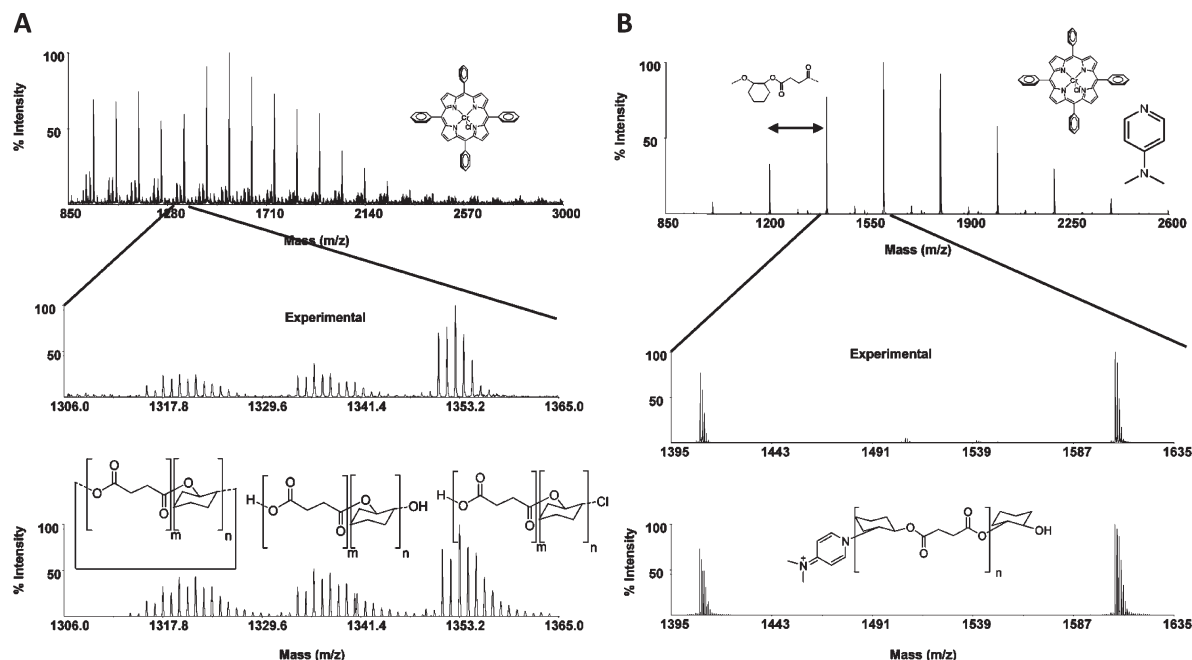 A
B
100
50
% Intensity
850
1280
1710
2140
2570
3000
Mass (m/z)
N
N
N
N
Cr
Cl
100
50
% Intensity
850
1200
1550
1900
2250
2600
Mass (m/z)
O
O
O
O
N
N
N
N
Cr
Cl
N
N
Experimental
100
50
1306.0
1317.8
1329.6
1341.4
1353.2
1365.0
Experimental
100
50
1395
1443
1491
1539
1587
1635
O
O
O
O
m
n
H
O
O
O
O
OH
m
n
H
O
O
O
O
Cl
m
n
100
50
% Intensity
1306.0
1317.8
1329.6
1341.4
1353.2
1365.0
Mass (m/z)
N
+
N
O
O
O
O
OH
n
100
50
% Intensity
1395
1443
1491
1539
1587
1635
Mass (m/z)